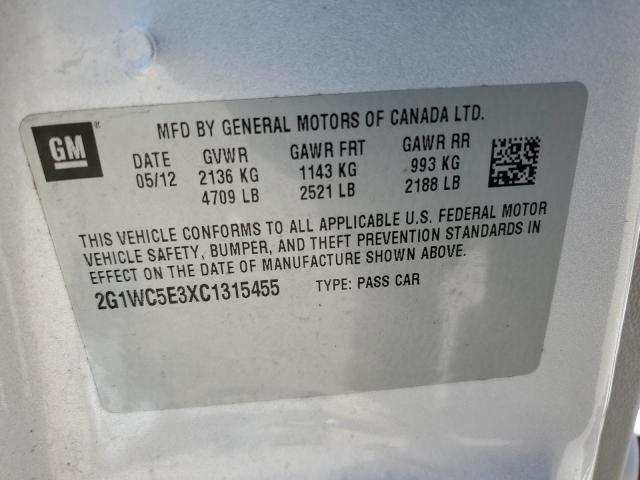 GM ®
MFD BY GENERAL MOTORS OF CANADA LTD.
DATE GVWR GAWR FRT GAWR RR
05/12 2136 KG 1143 KG 993 KG
4709 LB 2521 LB 2188 LB
THIS VEHICLE CONFORMS TO ALL APPLICABLE U.S. FEDERAL MOTOR
VEHICLE SAFETY, BUMPER, AND THEFT PREVENTION STANDARDS IN
EFFECT ON THE DATE OF MANUFACTURE SHOWN ABOVE.
2G1WC5E3XC1315455 TYPE: PASS CAR